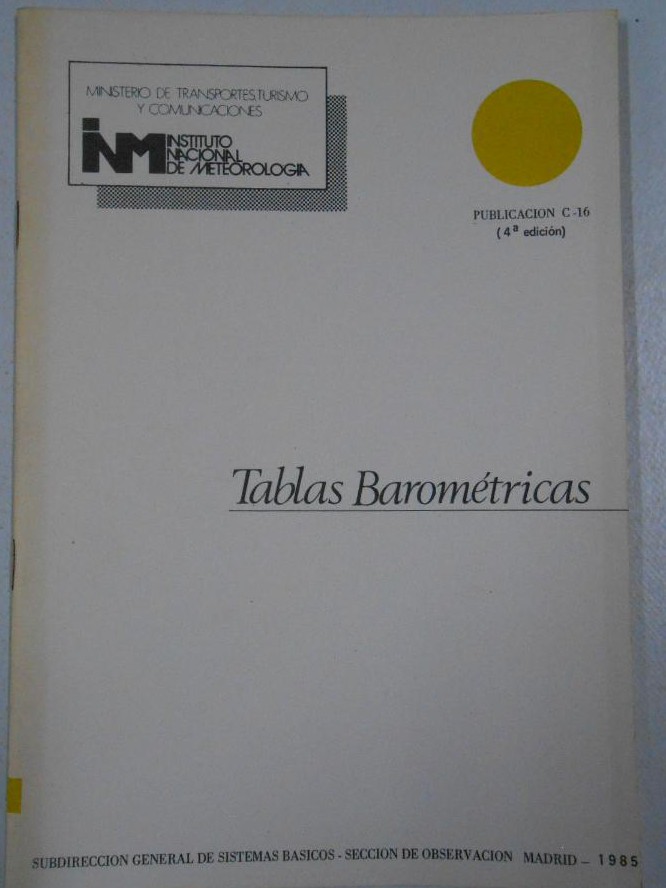 MINISTERIO DE TRANSPORTES, TURISMO
Y COMUNICACIONES
INM INSTITUTO
NACIONAL
DE METEOROLOGIA
PUBLICACION C-16
(4ª edición)
Tablas Barométricas
SUBDIRECCION GENERAL DE SISTEMAS BASICOS - SECCION DE OBSERVACION MADRID – 1985